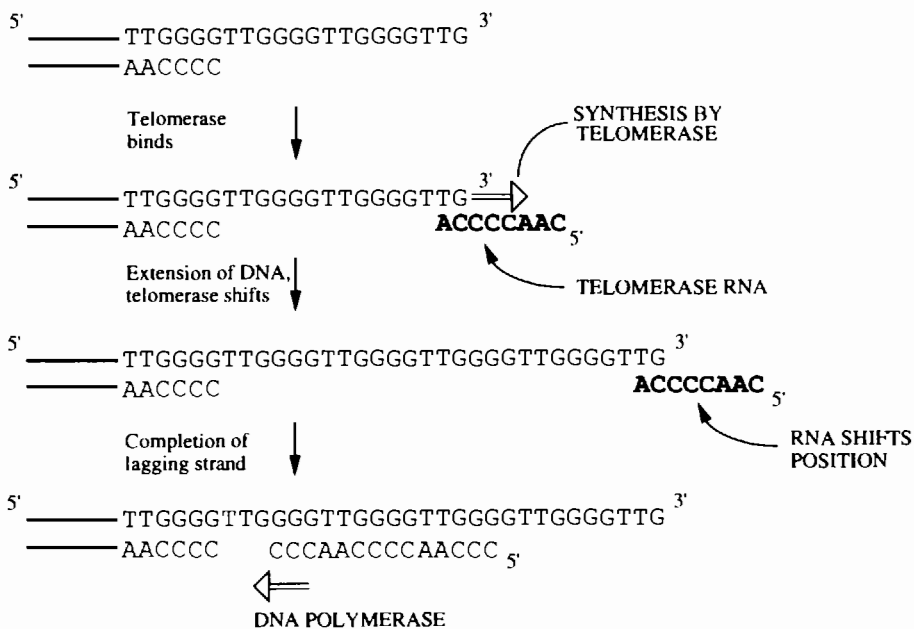 5'
TTGGGGTTGGGGTTGGGGTTG 3'
AACCCC
Telomerase
binds
SYNTHESIS BY
TELOMERASE
5'
TTGGGGTTGGGGTTGGGGTTG 3'
AACCCC
ACCCCAAC 5'
Extension of DNA,
telomerase shifts
TELOMERASE RNA
5'
TTGGGGTTGGGGTTGGGGTTGGGGTTGGGGTTG 3'
AACCCC
ACCCCAAC 5'
Completion of
lagging strand
RNA SHIFTS
POSITION
5'
TTGGGGTTGGGGTTGGGGTTGGGGTTGGGGTTG 3'
AACCCC CCCAACCCCAACCC 5'
DNA POLYMERASE